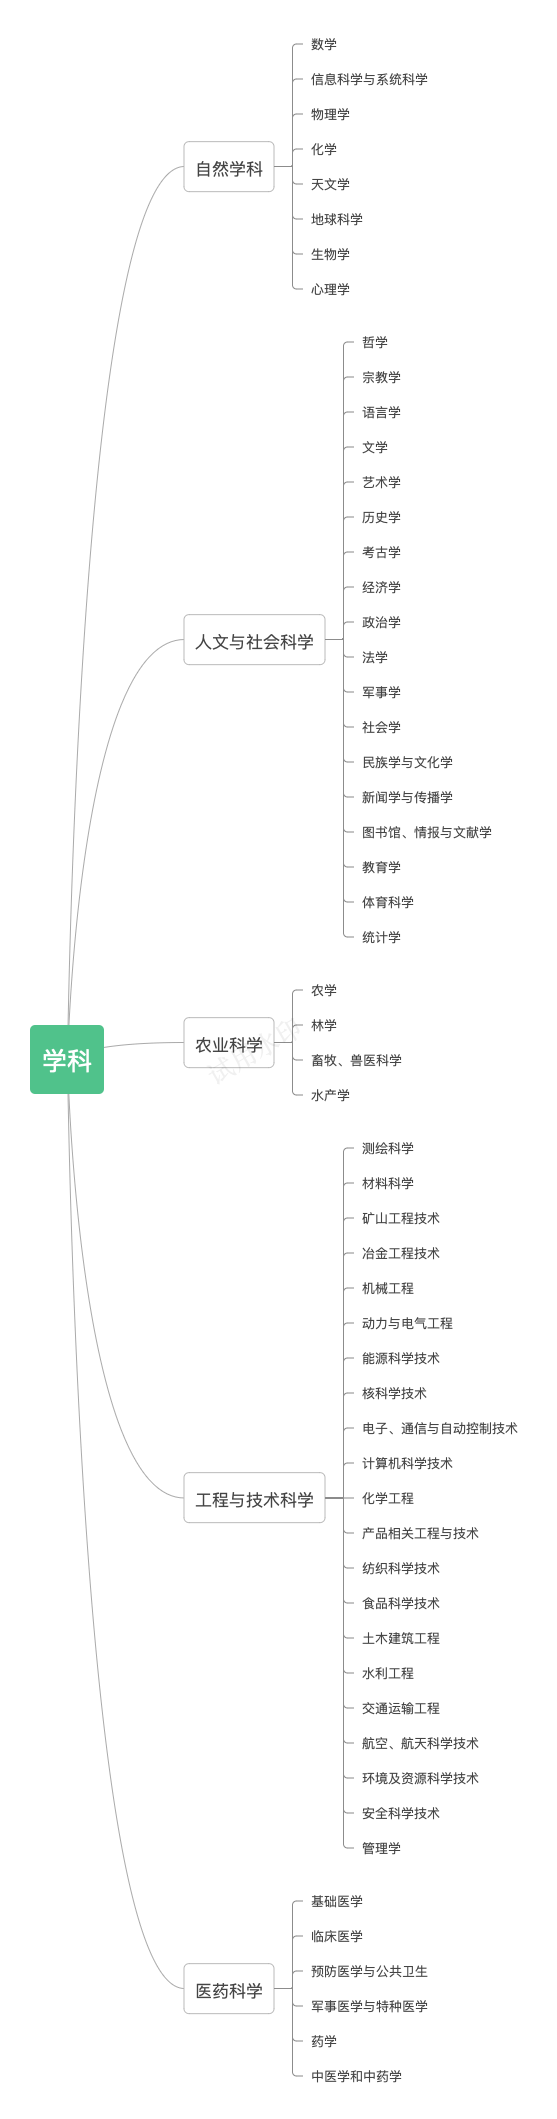 学科
自然学科
数学
信息科学与系统科学
物理学
化学
天文学
地球科学
生物学
心理学
人文与社会科学
哲学
宗教学
语言学
文学
艺术学
历史学
考古学
经济学
政治学
法学
军事学
社会学
民族学与文化学
新闻学与传播学
图书馆、情报与文献学
教育学
体育科学
统计学
农业科学
试用水印
农学
林学
畜牧、兽医科学
水产学
工程与技术科学
测绘科学
材料科学
矿山工程技术
冶金工程技术
机械工程
动力与电气工程
能源科学技术
核科学技术
电子、通信与自动控制技术
计算机科学技术
化学工程
产品相关工程与技术
纺织科学技术
食品科学技术
土木建筑工程
水利工程
交通运输工程
航空、航天科学技术
环境及资源科学技术
安全科学技术
管理学
医药科学
基础医学
临床医学
预防医学与公共卫生
军事医学与特种医学
药学
中医学和中药学